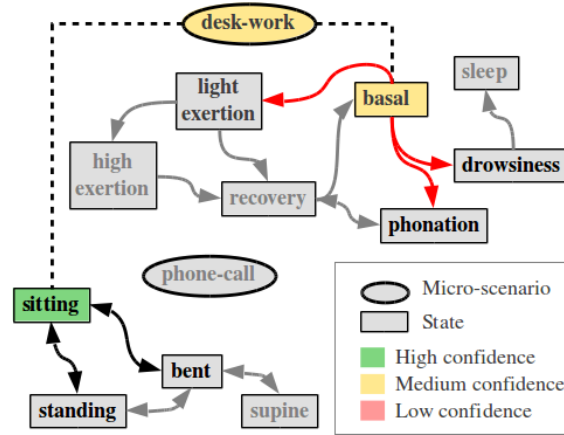 desk-work
sleep
light
exertion
basal
high
exertion
drowsiness
recovery
phonation
phone-call
Micro-scenario
sitting
State
High confidence
bent
Medium confidence
standing
supine
Low confidence